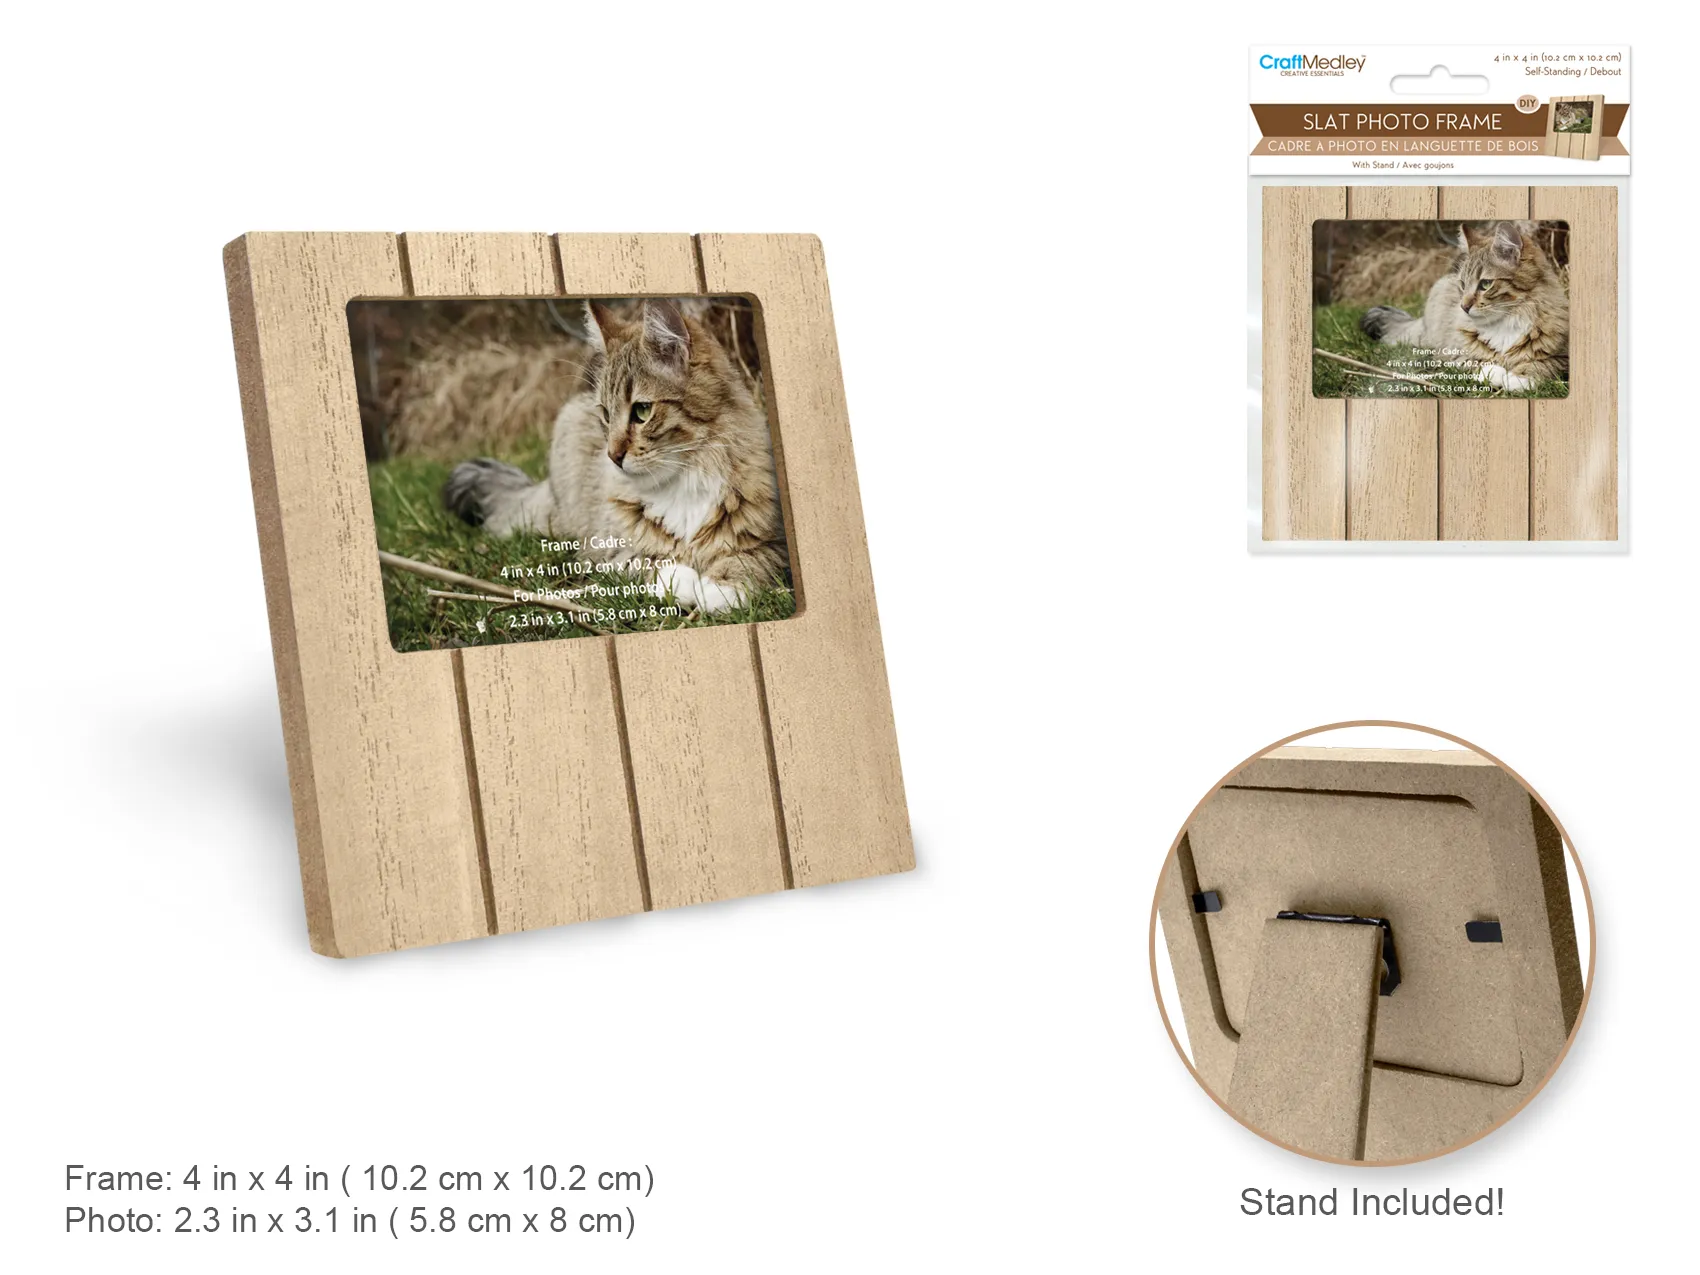 CraftMedley™
CREATIVE ESSENTIALS
4 in x 4 in (10.2 cm x 10.2 cm)
Self-Standing / Debout
DIY
SLAT PHOTO FRAME
CADRE A PHOTO EN LANGUETTE DE BOIS
With Stand / Avec goujons
Frame / Cadre :
4 in x 4 in (10.2 cm x 10.2 cm)
For Photos / Pour photo
2.3 in x 3.1 in (5.8 cm x 8 cm)
Frame / Cadre :
4 in x 4 in (10.2 cm x 10.2 cm)
For Photos / Pour photo
2.3 in x 3.1 in (5.8 cm x 8 cm)
Stand Included!
Frame: 4 in x 4 in ( 10.2 cm x 10.2 cm)
Photo: 2.3 in x 3.1 in ( 5.8 cm x 8 cm)